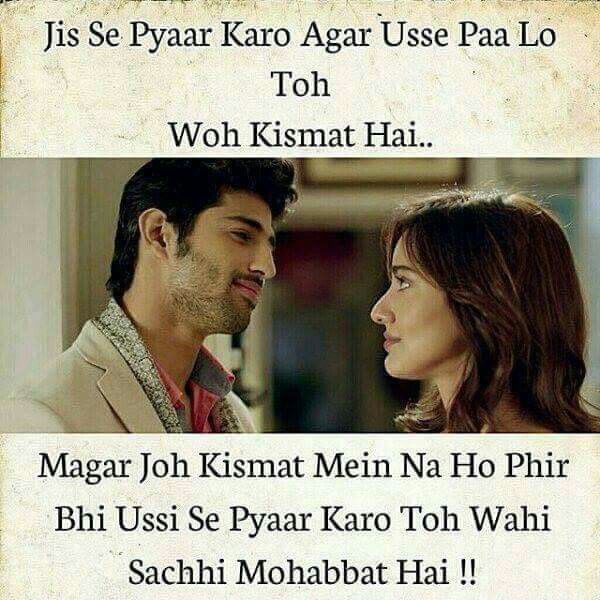 Jis Se Pyaar Karo Agar Usse Paa Lo
Toh
Woh Kismat Hai..
Magar Joh Kismat Mein Na Ho Phir
Bhi Ussi Se Pyaar Karo Toh Wahi
Sachhi Mohabbat Hai !!